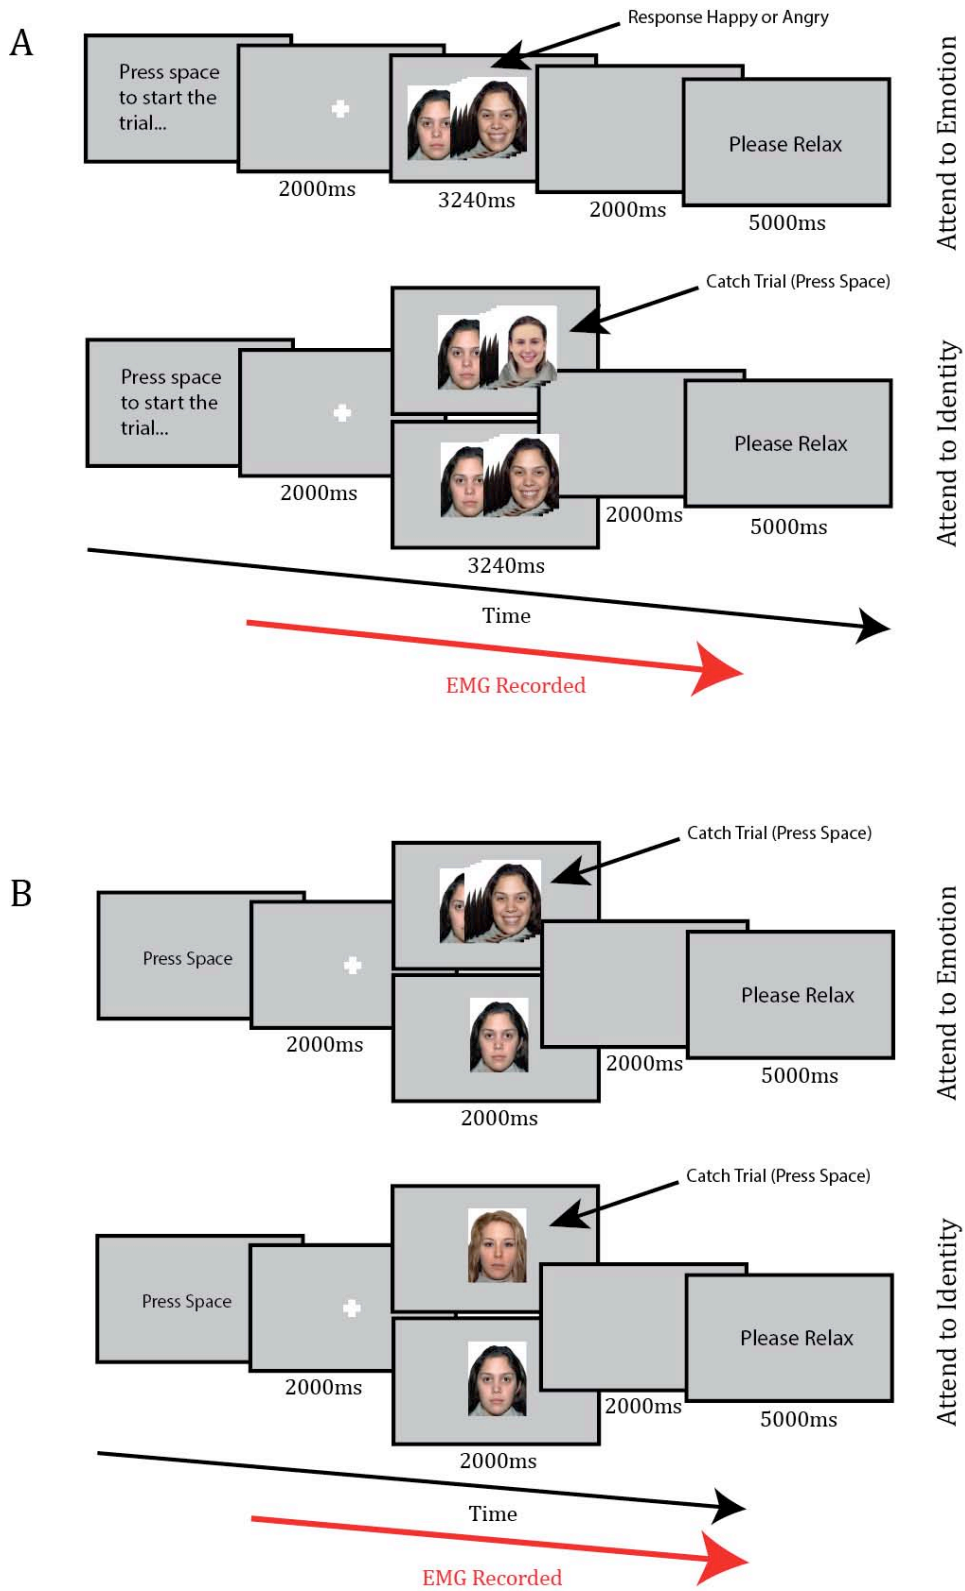 A
Response Happy or Angry
Press space
to start the
trial...
2000ms
3240ms
2000ms
Please Relax
5000ms
Attend to Emotion
Catch Trial (Press Space)
Press space
to start the
trial...
2000ms
3240ms
2000ms
Please Relax
5000ms
Attend to Identity
Time
EMG Recorded
B
Catch Trial (Press Space)
Press Space
2000ms
2000ms
2000ms
Please Relax
5000ms
Attend to Emotion
Catch Trial (Press Space)
Press Space
2000ms
2000ms
2000ms
Please Relax
5000ms
Attend to Identity
Time
EMG Recorded